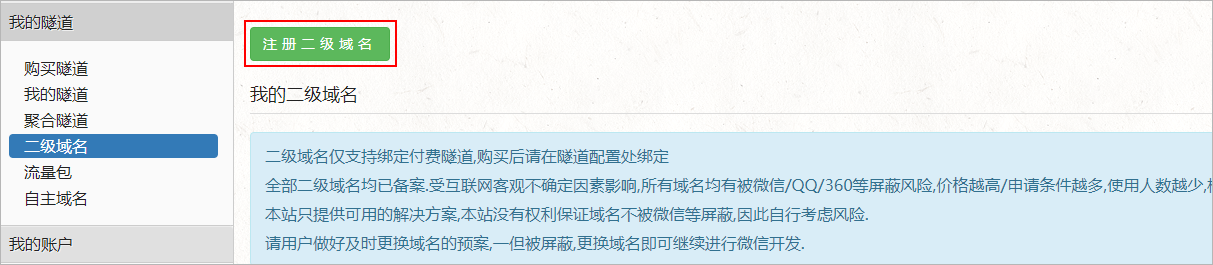 我的隧道
购买隧道
我的隧道
聚合隧道
二级域名
流量包
自主域名
我的账户
注册二级域名
我的二级域名
二级域名仅支持绑定付费隧道,购买后请在隧道配置处绑定
全部二级域名均已备案.受互联网客观不确定因素影响,所有域名均有被微信/QQ/360等屏蔽风险,价格越高/申请条件越多,使用人数越少,
本站只提供可用的解决方案,本站没有权利保证域名不被微信等屏蔽,因此自行考虑风险.
请用户做好及时更换域名的预案,一但被屏蔽,更换域名即可继续进行微信开发.